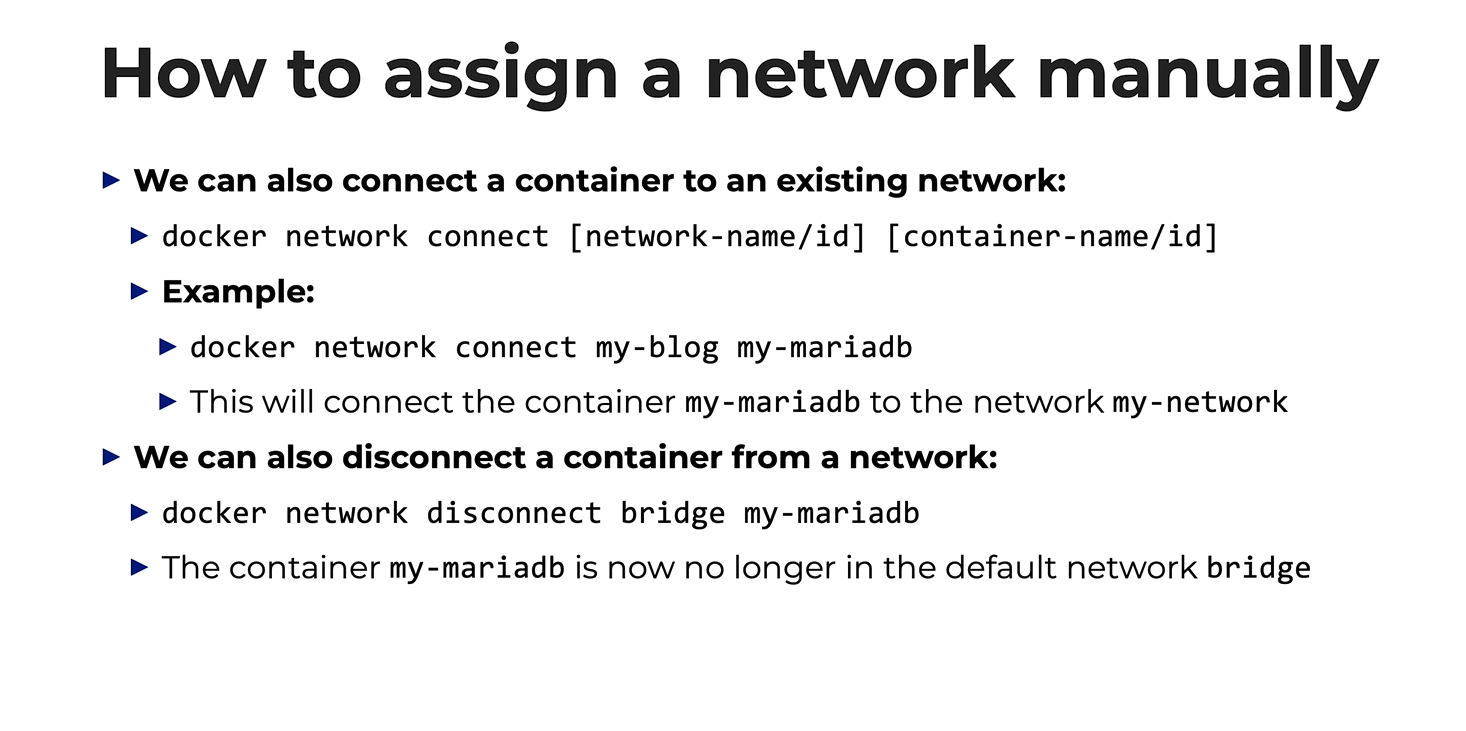 How to assign a network manually
We can also connect a container to an existing network:
docker network connect [network-name/id] [container-name/id]
Example:
docker network connect my-blog my-mariadb
This will connect the container my-mariadb to the network my-network
We can also disconnect a container from a network:
docker network disconnect bridge my-mariadb
The container my-mariadb is now no longer in the default network bridge